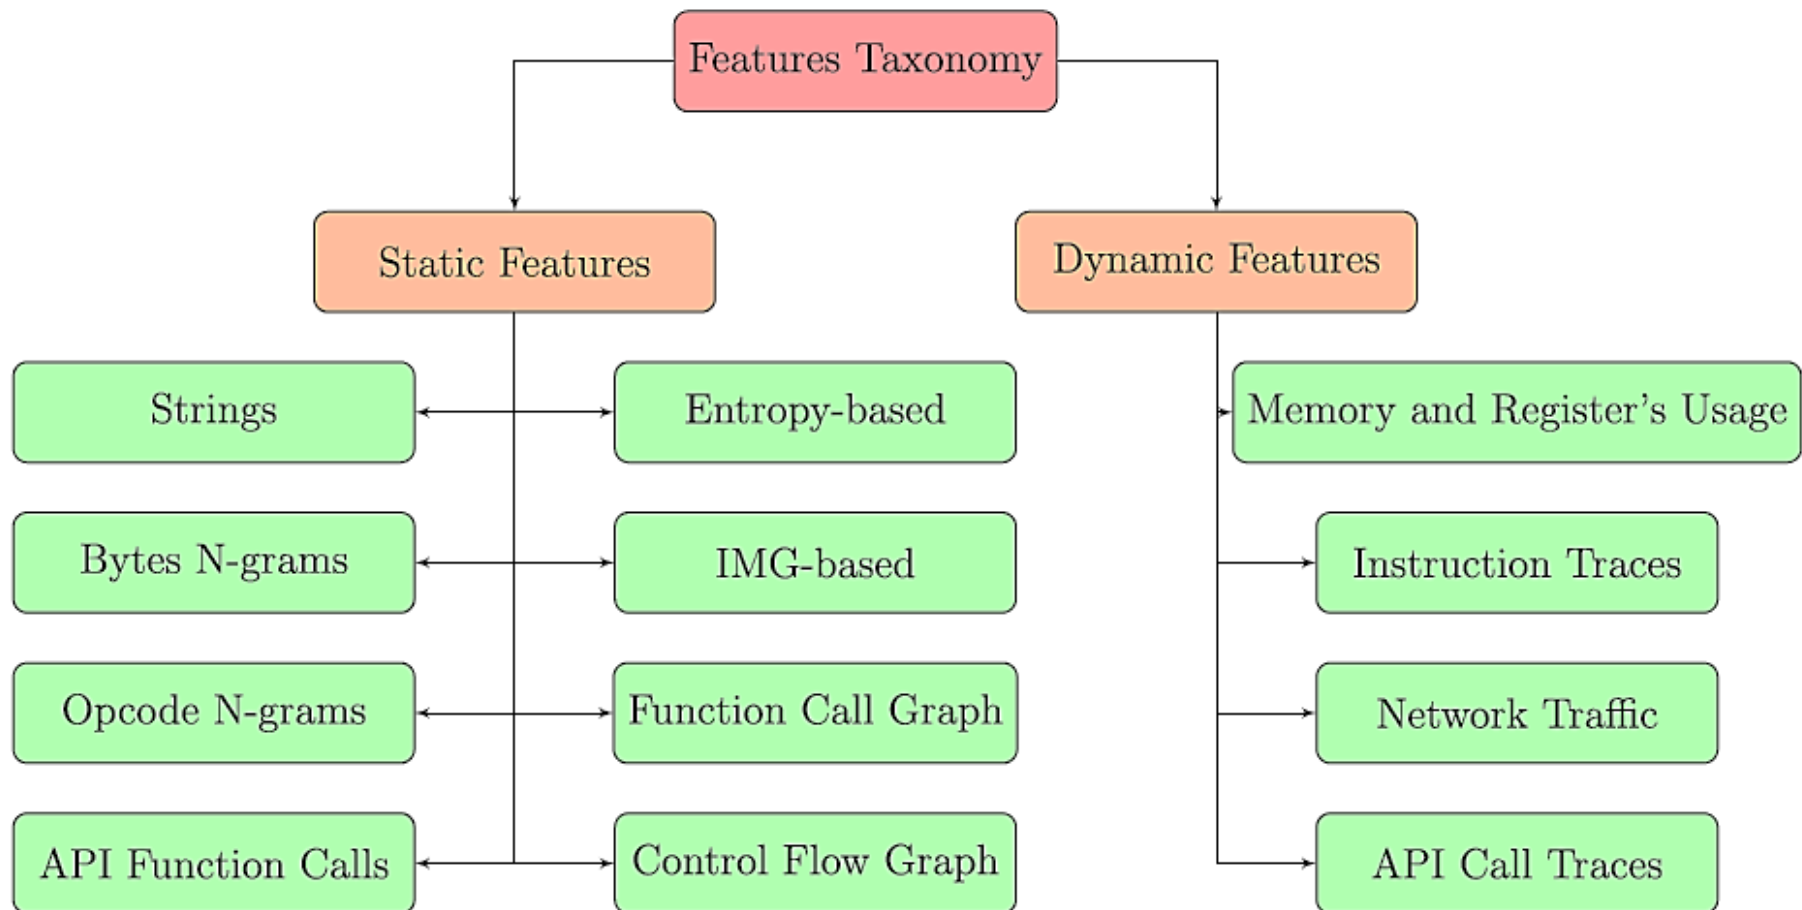 Features Taxonomy
Static Features
Dynamic Features
Strings
Entropy-based
Memory and Register's Usage
Bytes N-grams
IMG-based
Instruction Traces
Opcode N-grams
Function Call Graph
Network Traffic
API Function Calls
Control Flow Graph
API Call Traces